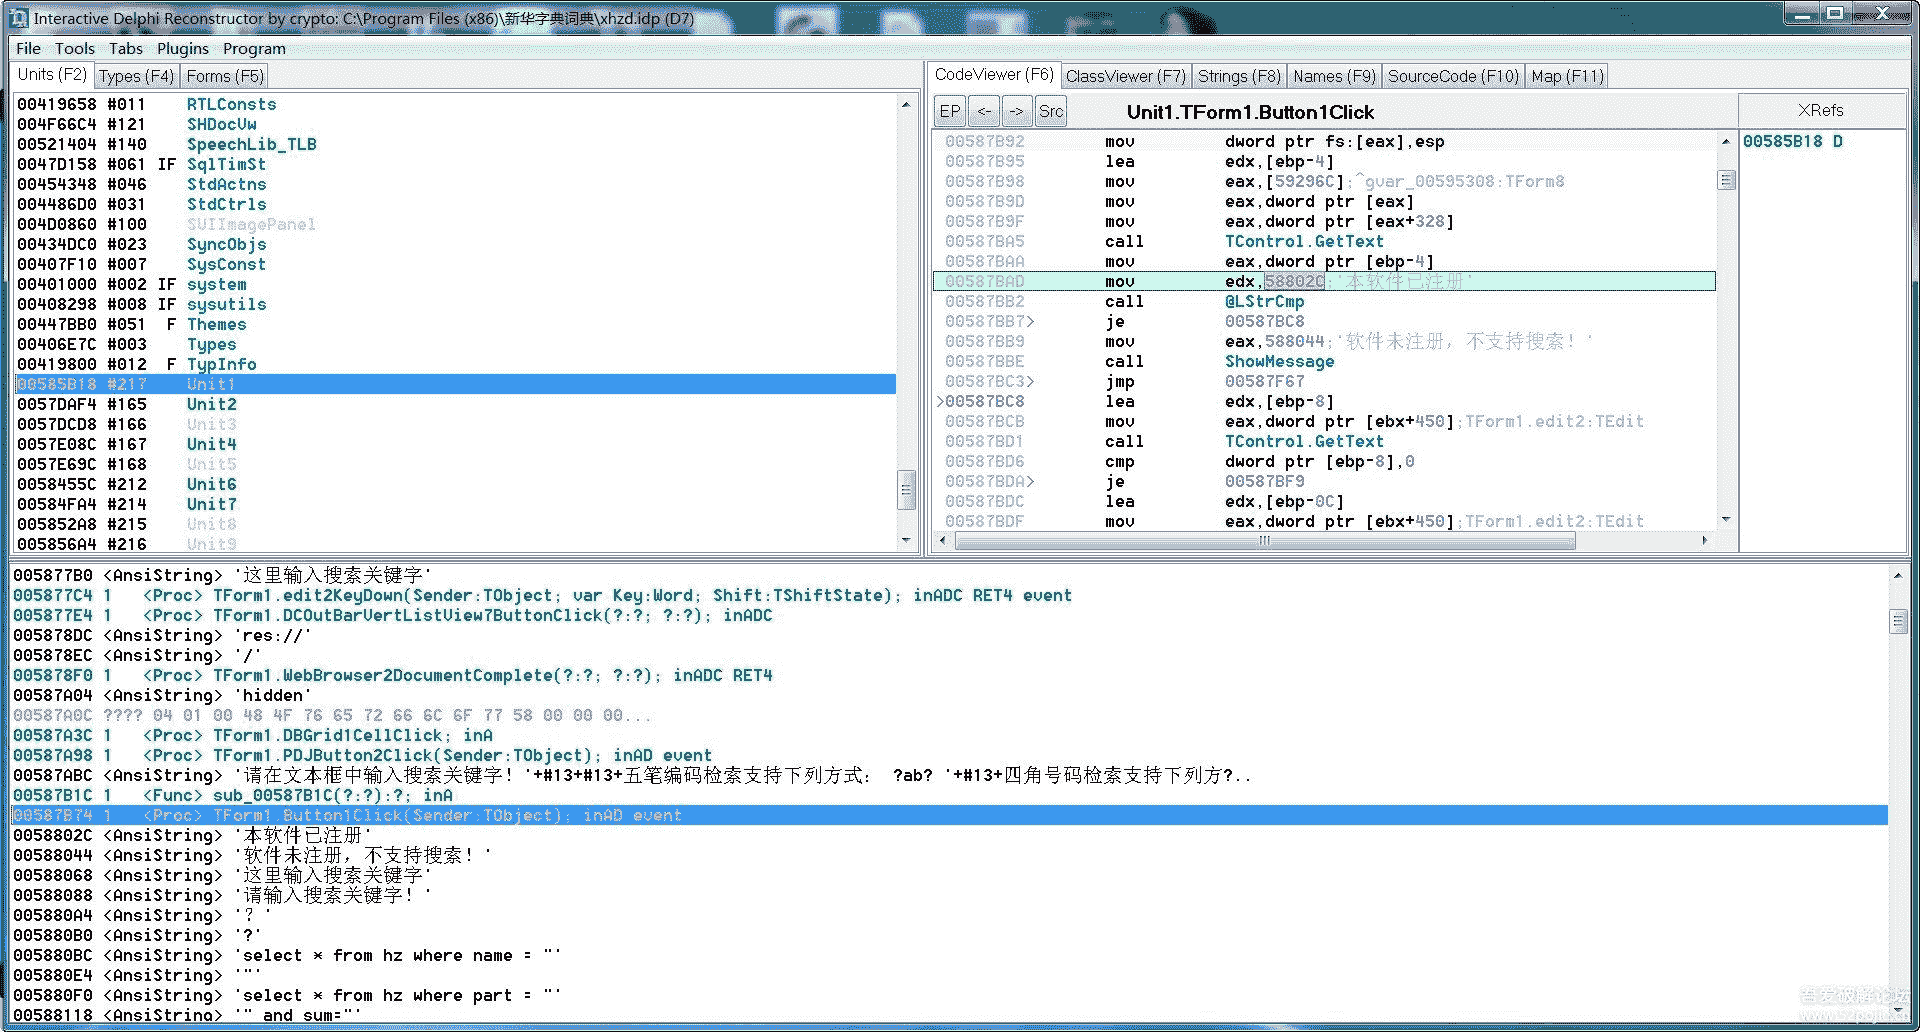 Interactive Delphi Reconstructor by crypto: C:\Program Files (x86)\新华字典词典\xhzd.idp (D7)
File Tools Tabs Plugins Program
Units (F2) Types (F4) Forms (F5)
00419658 #011 RTLConsts
004F66C4 #121 SHDocVw
00521404 #140 SpeechLib_TLB
0047D158 #061 IF SqlTimSt
00454348 #046 StdActns
004486D0 #031 StdCtrls
004D0860 #100 SUIImagePanel
00434DC0 #023 SyncObjs
00407F10 #007 SysConst
00401000 #002 IF system
00408298 #008 IF sysutils
00447BB0 #051 F Themes
00406E7C #003 Types
00419800 #012 F TypInfo
00585B18 #217 Unit1
0057DAF4 #165 Unit2
0057DCD8 #166 Unit3
0057E08C #167 Unit4
0057E69C #168 Unit5
0058455C #212 Unit6
00584FA4 #214 Unit7
005852A8 #215 Unit8
005856A4 #216 Unit9
CodeViewer (F6) ClassViewer (F7) Strings (F8) Names (F9) SourceCode (F10) Map (F11)
EP <- -> Src Unit1.TForm1.Button1Click
00587B92 mov dword ptr fs:[eax],esp
00587B95 lea edx,[ebp-4]
00587B98 mov eax,[59296C];^gvar_00595308:TForm8
00587B9D mov eax,dword ptr [eax]
00587B9F mov eax,dword ptr [eax+328]
00587BA5 call TControl.GetText
00587BAA mov eax,dword ptr [ebp-4]
00587BAD mov edx,58802C;'本软件已注册'
00587BB2 call @LStrCmp
00587BB7> je 00587BC8
00587BB9 mov eax,588044;'软件未注册，不支持搜索！'
00587BBE call ShowMessage
00587BC3> jmp 00587F67
>00587BC8 lea edx,[ebp-8]
00587BCB mov eax,dword ptr [ebx+450];TForm1.edit2:TEdit
00587BD1 call TControl.GetText
00587BD6 cmp dword ptr [ebp-8],0
00587BDA> je 00587BF9
00587BDC lea edx,[ebp-0C]
00587BDF mov eax,dword ptr [ebx+450];TForm1.edit2:TEdit
XRefs
00585B18 D
005877B0 <AnsiString> '这里输入搜索关键字'
005877C4 1 <Proc> TForm1.edit2KeyDown(Sender:TObject; var Key:Word; Shift:TShiftState); inADC RET4 event
005877E4 1 <Proc> TForm1.DCOutBarVertListView7ButtonClick(?:?; ?:?); inADC
005878DC <AnsiString> 'res://'
005878EC <AnsiString> '/'
005878F0 1 <Proc> TForm1.WebBrowser2DocumentComplete(?:?; ?:?); inADC RET4
00587A04 <AnsiString> 'hidden'
00587A0C ???? 04 01 00 48 4F 76 65 72 66 6C 6F 77 58 00 00 00...
00587A3C 1 <Proc> TForm1.DBGrid1CellClick; inA
00587A98 1 <Proc> TForm1.PDJButton2Click(Sender:TObject); inAD event
00587ABC <AnsiString> '请在文本框中输入搜索关键字！'+#13+#13+五笔编码检索支持下列方式： ?ab? '+#13+四角号码检索支持下列方?..
00587B1C 1 <Func> sub_00587B1C(?:?):?; inA
00587B74 1 <Proc> TForm1.Button1Click(Sender:TObject); inAD event
0058802C <AnsiString> '本软件已注册'
00588044 <AnsiString> '软件未注册，不支持搜索！'
00588068 <AnsiString> '这里输入搜索关键字'
00588088 <AnsiString> '请输入搜索关键字！'
005880A4 <AnsiString> '？'
005880B0 <AnsiString> '?'
005880BC <AnsiString> 'select * from hz where name = "'
005880E4 <AnsiString> '"'
005880F0 <AnsiString> 'select * from hz where part = "'
00588118 <AnsiString> '" and sum="'
吾爱破解论坛
www.52pojie.cn